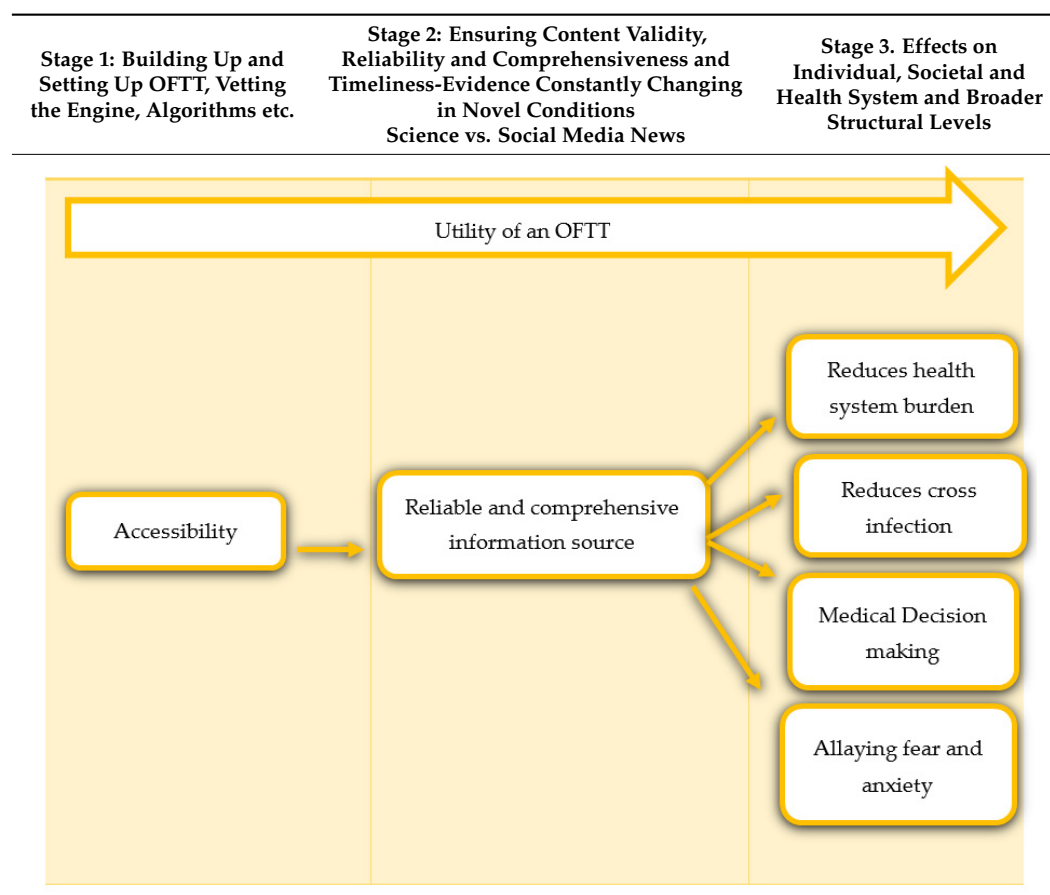 Stage 1: Building Up and
Setting Up OFTT, Vetting
the Engine, Algorithms etc.
Stage 2: Ensuring Content Validity,
Reliability and Comprehensiveness and
Timeliness-Evidence Constantly Changing
in Novel Conditions
Science vs. Social Media News
Stage 3. Effects on
Individual, Societal and
Health System and Broader
Structural Levels
Utility of an OFTT
Accessibility
Reliable and comprehensive
information source
Reduces health
system burden
Reduces cross
infection
Medical Decision
making
Allaying fear and
anxiety